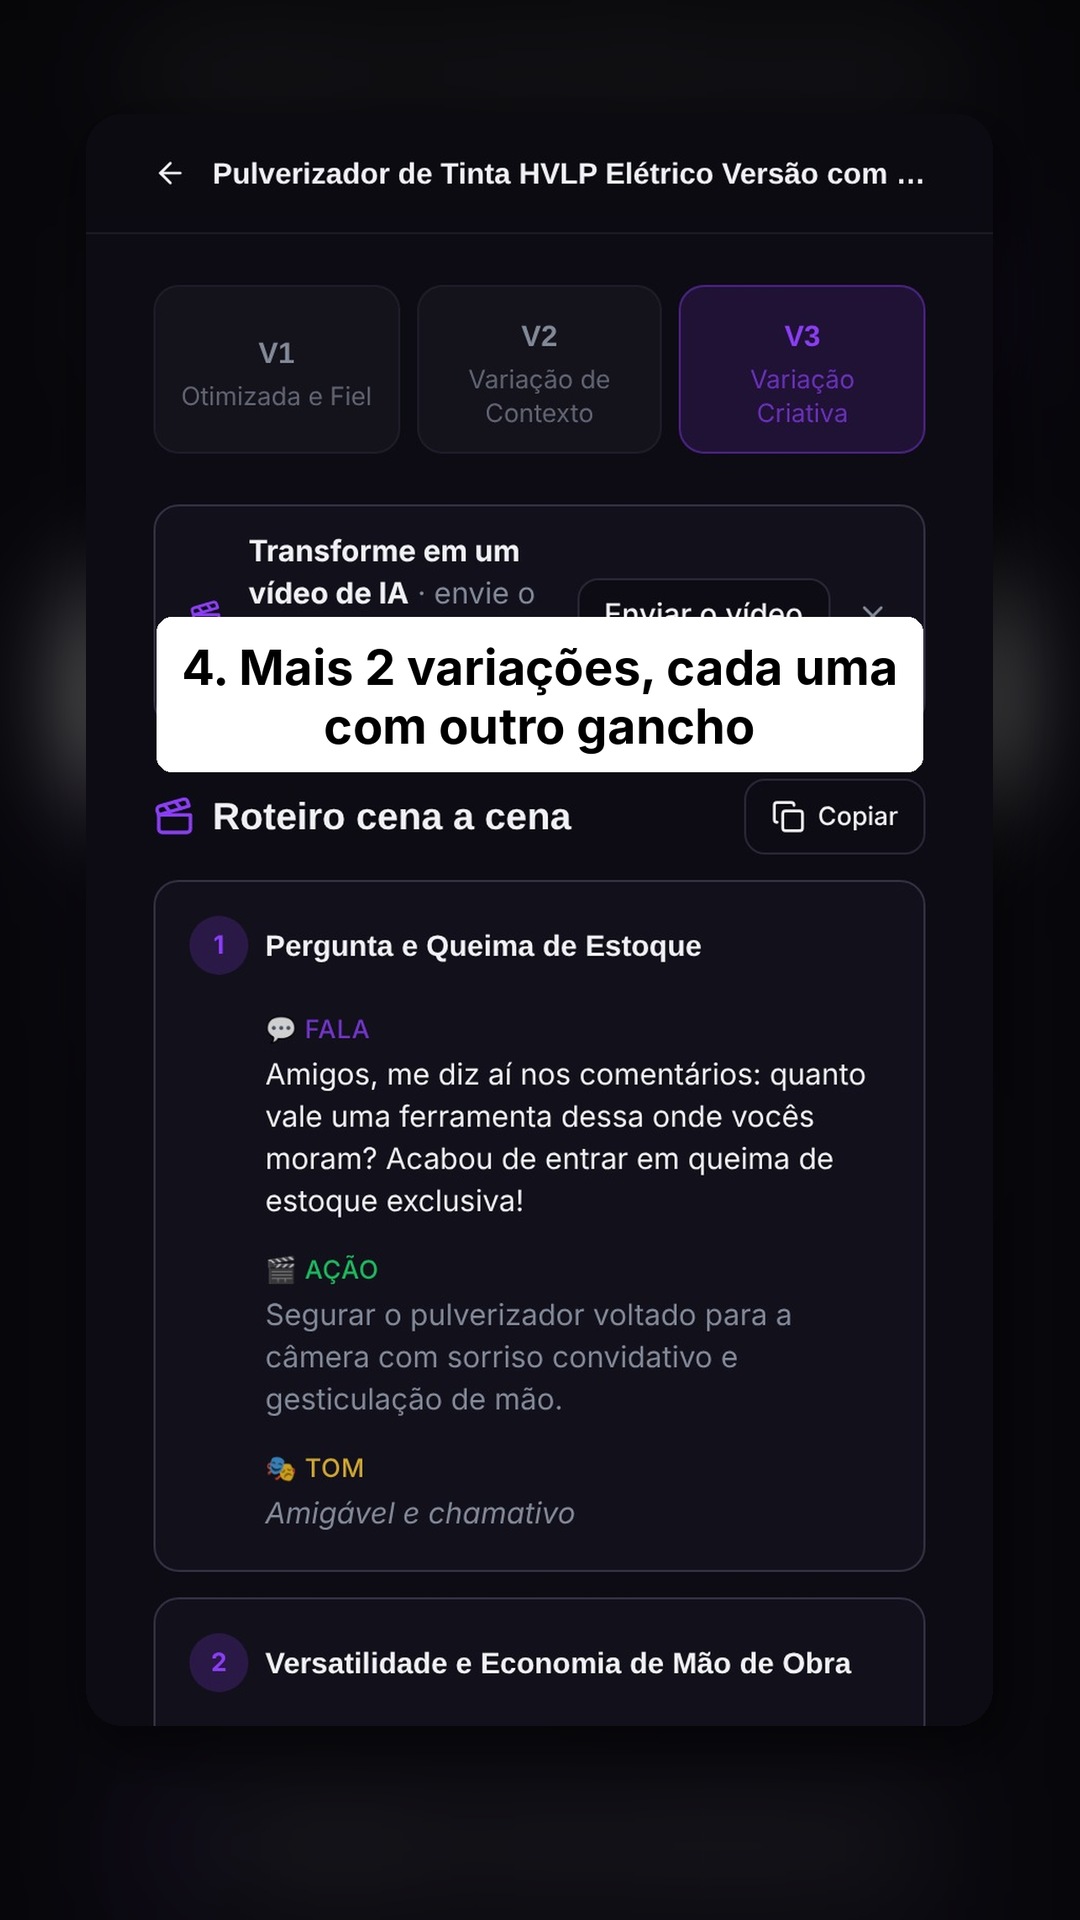 Pulverizador de Tinta HVLP Elétrico Versão com ...
V1
Otimizada e Fiel
V2
Variação de
Contexto
V3
Variação
Criativa
Transforme em um
vídeo de IA · envie o
Enviar o vídeo
4. Mais 2 variações, cada uma
com outro gancho
Roteiro cena a cena
Copiar
1
Pergunta e Queima de Estoque
FALA
Amigos, me diz aí nos comentários: quanto
vale uma ferramenta dessa onde vocês
moram? Acabou de entrar em queima de
estoque exclusiva!
AÇÃO
Segurar o pulverizador voltado para a
câmera com sorriso convidativo e
gesticulação de mão.
TOM
Amigável e chamativo
2
Versatilidade e Economia de Mão de Obra